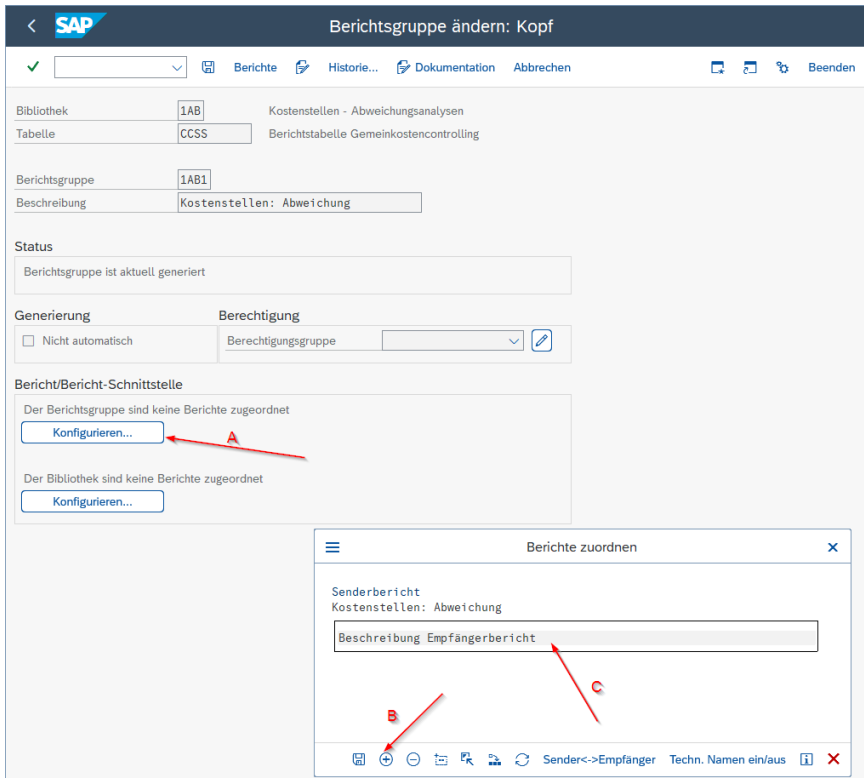 SAP Berichtsgruppe ändern: Kopf
Berichte Historie... Dokumentation Abbrechen Beenden
Bibliothek 1AB Kostenstellen - Abweichungsanalysen
Tabelle CCSS Berichtstabelle Gemeinkostencontrolling
Berichtsgruppe 1AB1
Beschreibung Kostenstellen: Abweichung
Status
Berichtsgruppe ist aktuell generiert
Generierung Berechtigung
Nicht automatisch Berechtigungsgruppe
Bericht/Bericht-Schnittstelle
Der Berichtsgruppe sind keine Berichte zugeordnet
Konfigurieren... A
Der Bibliothek sind keine Berichte zugeordnet
Konfigurieren...
Berichte zuordnen
Senderbericht
Kostenstellen: Abweichung
Beschreibung Empfängerbericht
C
B
Sender<->Empfänger Techn. Namen ein/aus